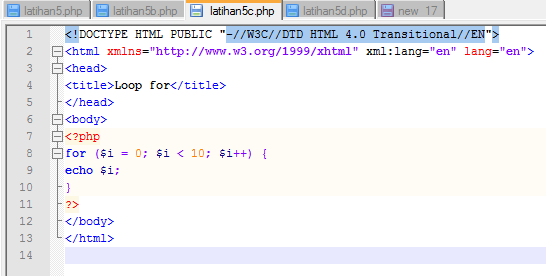 latihan5.php latihan5b.php latihan5c.php latihan5d.php new 17
1 <!DOCTYPE HTML PUBLIC "-//W3C//DTD HTML 4.0 Transitional//EN">
2 <html xmlns="http://www.w3.org/1999/xhtml" xml:lang="en" lang="en">
3 <head>
4 <title>Loop for</title>
5 </head>
6 <body>
7 <?php
8 for ($i = 0; $i < 10; $i++) {
9 echo $i;
10 }
11 ?>
12 </body>
13 </html>
14